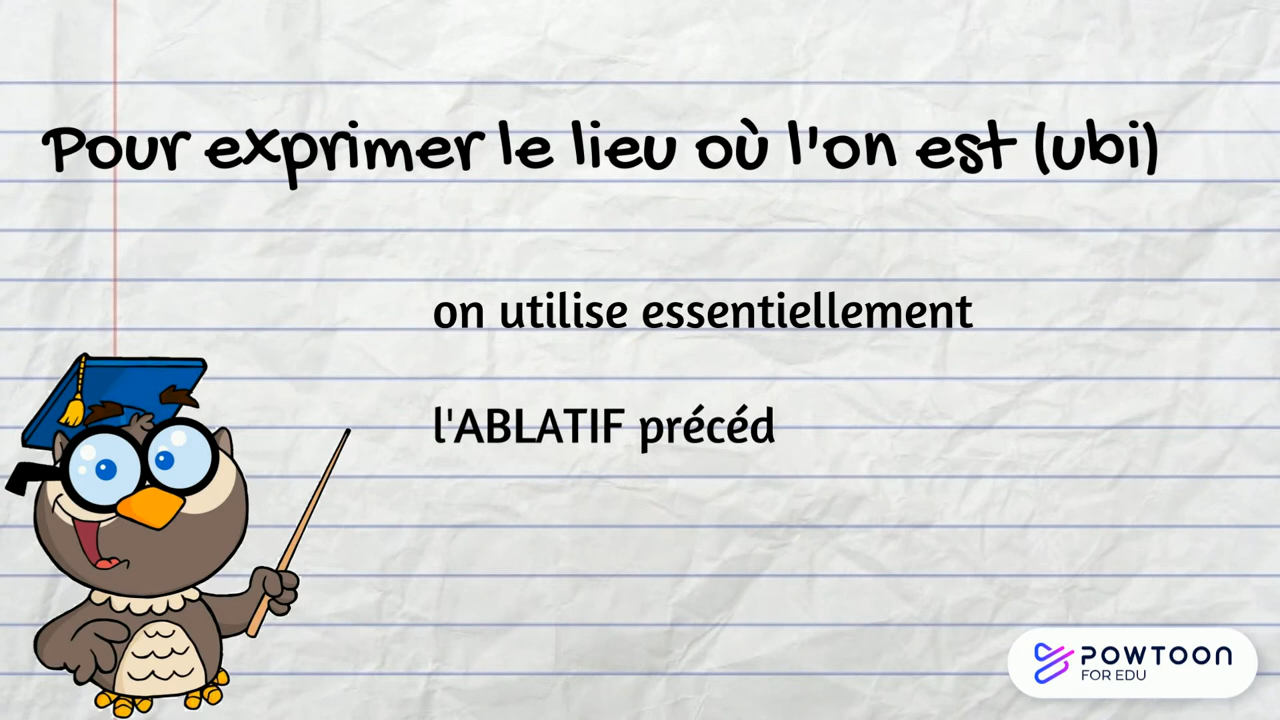 Pour exprimer le lieu où l'on est (ubi)
on utilise essentiellement
l'ABLATIF précéd
POWTOON
FOR EDU